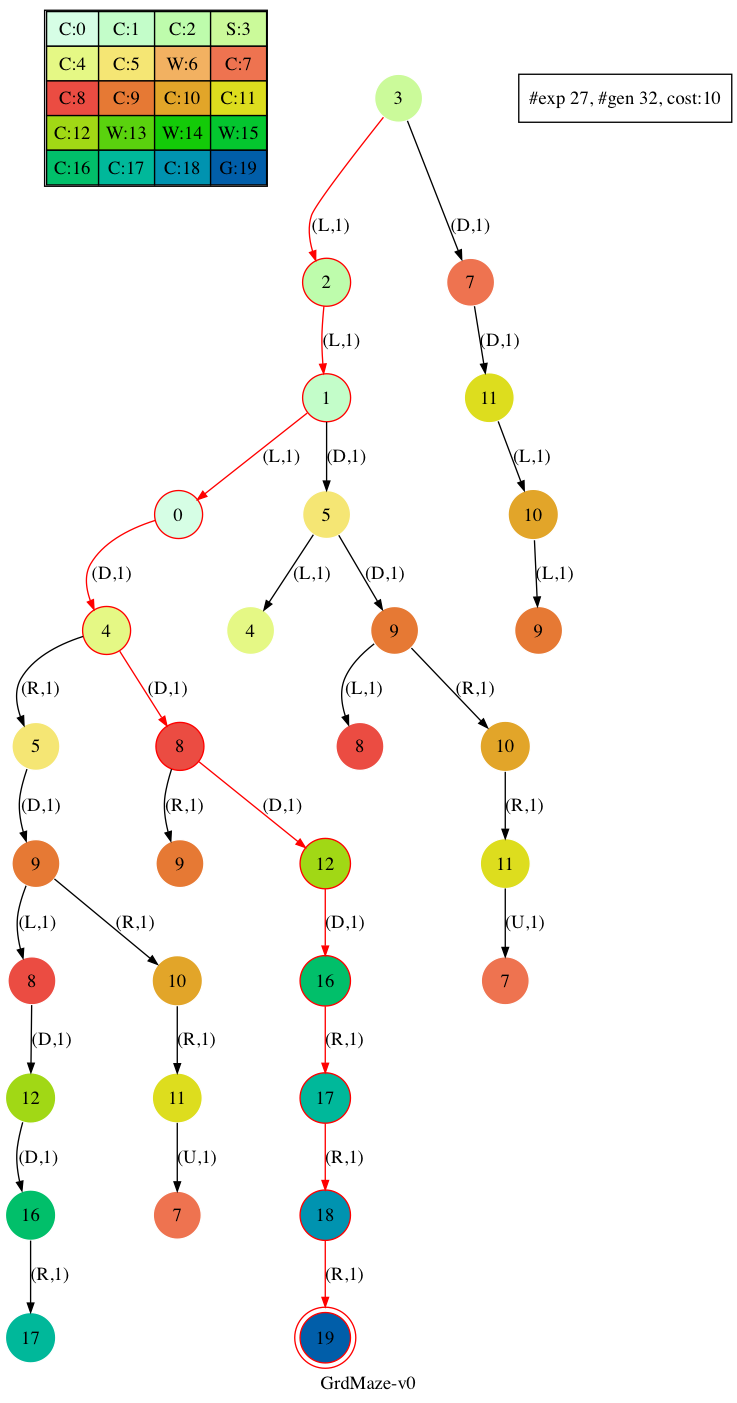 C:0 C:1 C:2 S:3
C:4 C:5 W:6 C:7
C:8 C:9 C:10 C:11
C:12 W:13 W:14 W:15
C:16 C:17 C:18 G:19
#exp 27, #gen 32, cost:10
3
(L,1) (D,1)
2 7
(L,1) (D,1)
1 11
(L,1) (D,1) (L,1)
0 5 10
(D,1) (L,1) (D,1) (L,1)
4 4 9 9
(R,1) (D,1) (L,1) (R,1)
5 8 8 10
(D,1) (R,1) (D,1) (R,1)
9 9 12 11
(L,1) (R,1) (D,1) (U,1)
8 10 16 7
(D,1) (R,1) (R,1)
12 11 17
(D,1) (U,1) (R,1)
16 7 18
(R,1) (R,1)
17 19
GrdMaze-v0